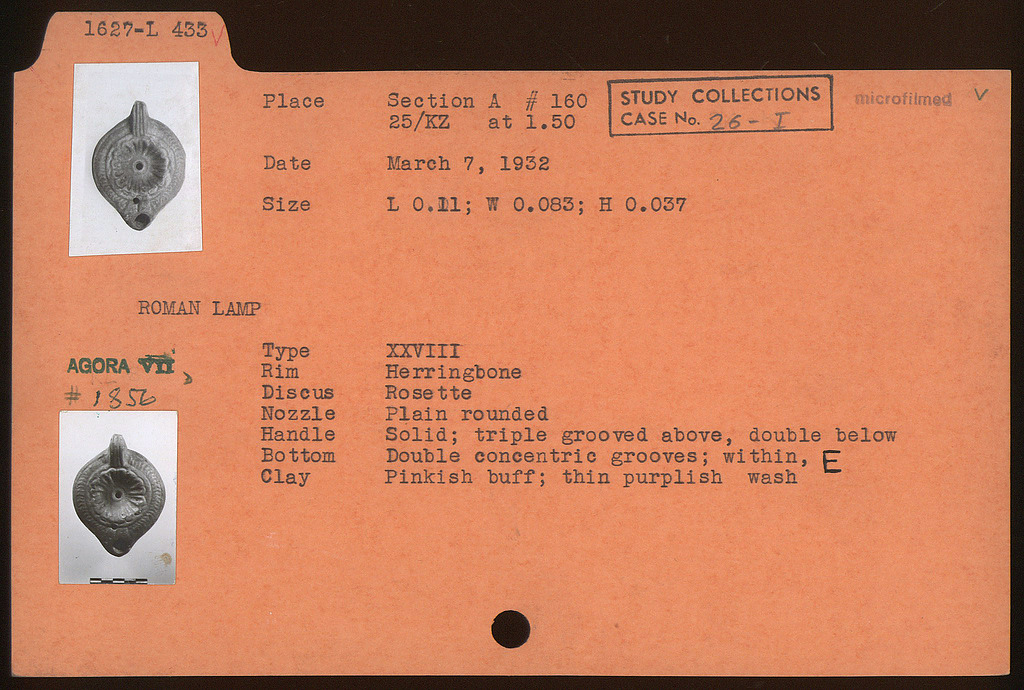 1627-L 433 ✓
Place Section A # 160
25/KZ at 1.50
STUDY COLLECTIONS
CASE No. 26 - I
microfilmed ✓
Date March 7, 1932
Size L 0.11; W 0.083; H 0.037
ROMAN LAMP
AGORA VII,
# 1856
Type XXVIII
Rim Herringbone
Discus Rosette
Nozzle Plain rounded
Handle Solid; triple grooved above, double below
Bottom Double concentric grooves; within, E
Clay Pinkish buff; thin purplish wash